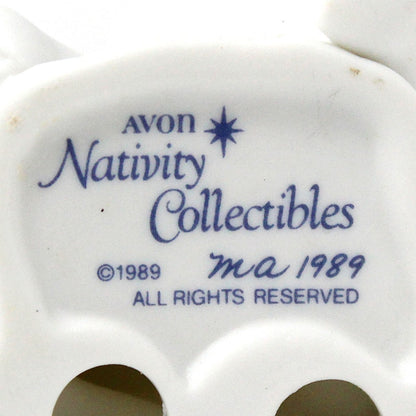 AVON
Nativity
Collectibles
©1989 ma 1989
ALL RIGHTS RESERVED